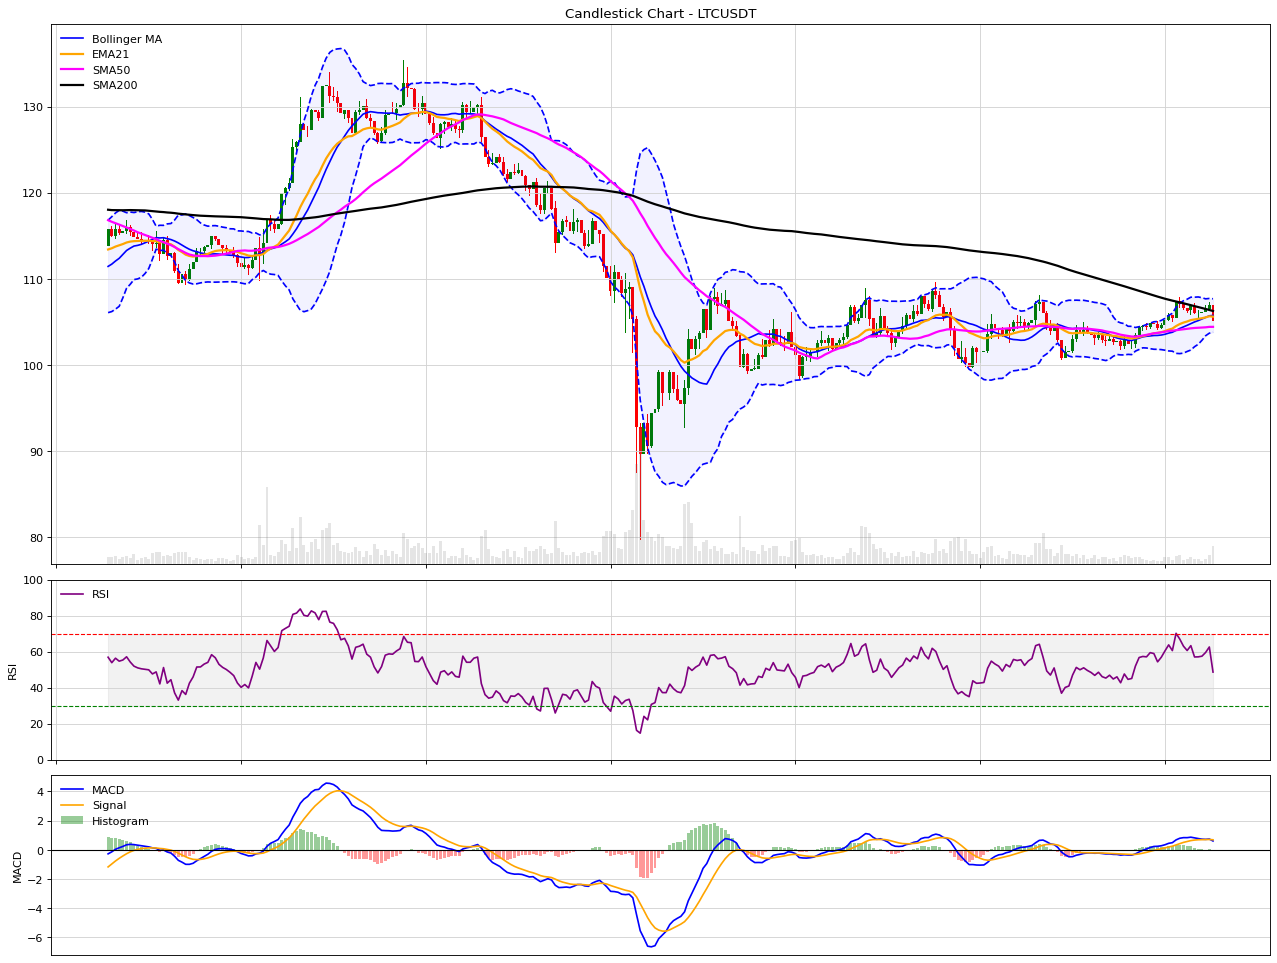 Candlestick Chart - LTCUSDT
Bollinger MA
EMA21
SMA50
SMA200
130
120
110
100
90
80
100
RSI
80
60
40
20
0
RSI
MACD
Signal
Histogram
4
2
0
−2
−4
−6
MACD